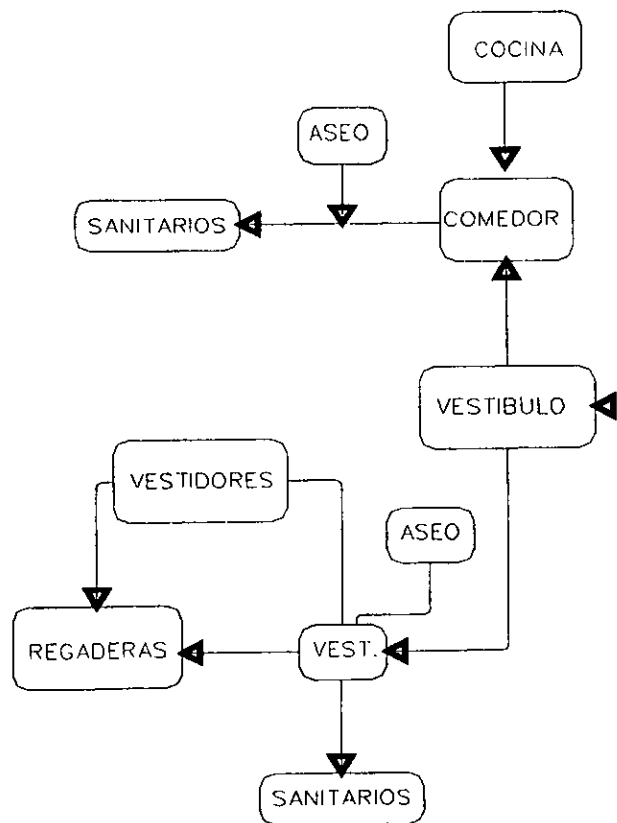 COCINA
ASEO
SANITARIOS
COMEDOR
VESTIBULO
VESTIDORES
ASEO
REGADERAS
VEST.
SANITARIOS